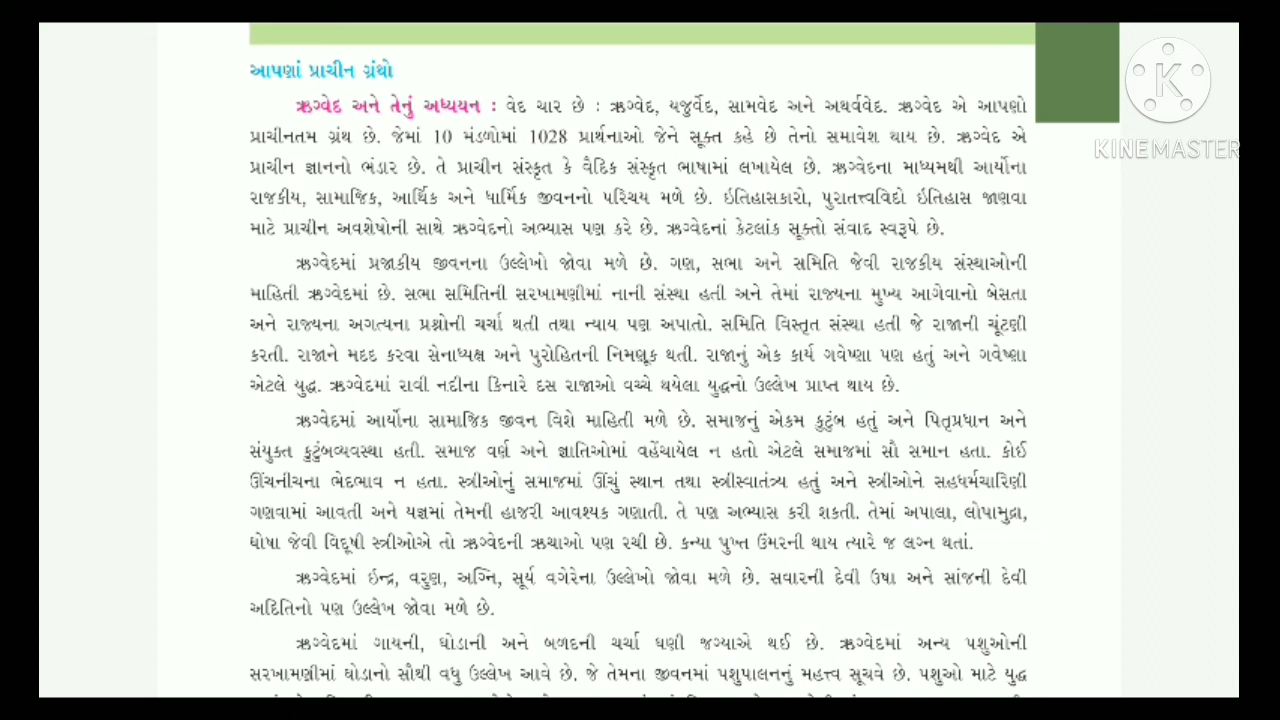 આપણાં પ્રાચીન ગ્રંથો
ઋગ્વેદ અને તેનું અધ્યયન : વેદ ચાર છે : ઋગ્વેદ, યજુર્વેદ, સામવેદ અને અથર્વવેદ. ઋગ્વેદ એ આપણો
પ્રાચીનતમ ગ્રંથ છે. જેમાં 10 મંડળોમાં 1028 પ્રાર્થનાઓ જેને સૂક્ત કહે છે તેનો સમાવેશ થાય છે. ઋગ્વેદ એ
પ્રાચીન જ્ઞાનનો ભંડાર છે. તે પ્રાચીન સંસ્કૃત કે વૈદિક સંસ્કૃત ભાષામાં લખાયેલ છે. ઋગ્વેદના માધ્યમથી આર્યોના
રાજકીય, સામાજિક, આર્થિક અને ધાર્મિક જીવનનો પરિચય મળે છે. ઇતિહાસકારો, પુરાતત્ત્વવિદો ઇતિહાસ જાણવા
માટે પ્રાચીન અવશેષોની સાથે ઋગ્વેદનો અભ્યાસ પણ કરે છે. ઋગ્વેદનાં કેટલાંક સૂક્તો સંવાદ સ્વરૂપે છે.
ઋગ્વેદમાં પ્રજાકીય જીવનના ઉલ્લેખો જોવા મળે છે. ગણ, સભા અને સમિતિ જેવી રાજકીય સંસ્થાઓની
માહિતી ઋગ્વેદમાં છે. સભા સમિતિની સરખામણીમાં નાની સંસ્થા હતી અને તેમાં રાજ્યના મુખ્ય આગેવાનો બેસતા
અને રાજ્યના અગત્યના પ્રશ્નોની ચર્ચા થતી તથા ન્યાય પણ અપાતો. સમિતિ વિસ્તૃત સંસ્થા હતી જે રાજાની ચૂંટણી
કરતી. રાજાને મદદ કરવા સેનાધ્યક્ષ અને પુરોહિતની નિમણૂક થતી. રાજાનું એક કાર્ય ગવેષ્ણા પણ હતું અને ગવેષ્ણા
એટલે યુદ્ધ. ઋગ્વેદમાં રાવી નદીના કિનારે દસ રાજાઓ વચ્ચે થયેલા યુદ્ધનો ઉલ્લેખ પ્રાપ્ત થાય છે.
ઋગ્વેદમાં આર્યોના સામાજિક જીવન વિશે માહિતી મળે છે. સમાજનું એકમ કુટુંબ હતું અને પિતૃપ્રધાન અને
સંયુક્ત કુટુંબવ્યવસ્થા હતી. સમાજ વર્ણ અને જ્ઞાતિઓમાં વહેંચાયેલ ન હતો એટલે સમાજમાં સૌ સમાન હતા. કોઈ
ઊંચનીચના ભેદભાવ ન હતા. સ્ત્રીઓનું સમાજમાં ઊંચું સ્થાન તથા સ્ત્રીસ્વાતંત્ર્ય હતું અને સ્ત્રીઓને સહધર્મચારિણી
ગણવામાં આવતી અને યજ્ઞમાં તેમની હાજરી આવશ્યક ગણાતી. તે પણ અભ્યાસ કરી શકતી. તેમાં અપાલા, લોપામુદ્રા,
ઘોષા જેવી વિદૂષી સ્ત્રીઓએ તો ઋગ્વેદની ઋચાઓ પણ રચી છે. કન્યા પુખ્ત ઉંમરની થાય ત્યારે જ લગ્ન થતાં.
ઋગ્વેદમાં ઇન્દ્ર, વરુણ, અગ્નિ, સૂર્ય વગેરેના ઉલ્લેખો જોવા મળે છે. સવારની દેવી ઉષા અને સાંજની દેવી
અદિતિનો પણ ઉલ્લેખ જોવા મળે છે.
ઋગ્વેદમાં ગાયની, ઘોડાની અને બળદની ચર્ચા ઘણી જગ્યાએ થઈ છે. ઋગ્વેદમાં અન્ય પશુઓની
સરખામણીમાં ઘોડાનો સૌથી વધુ ઉલ્લેખ આવે છે. જે તેમના જીવનમાં પશુપાલનનું મહત્ત્વ સૂચવે છે. પશુઓ માટે યુદ્ધ
K
KINEMASTER